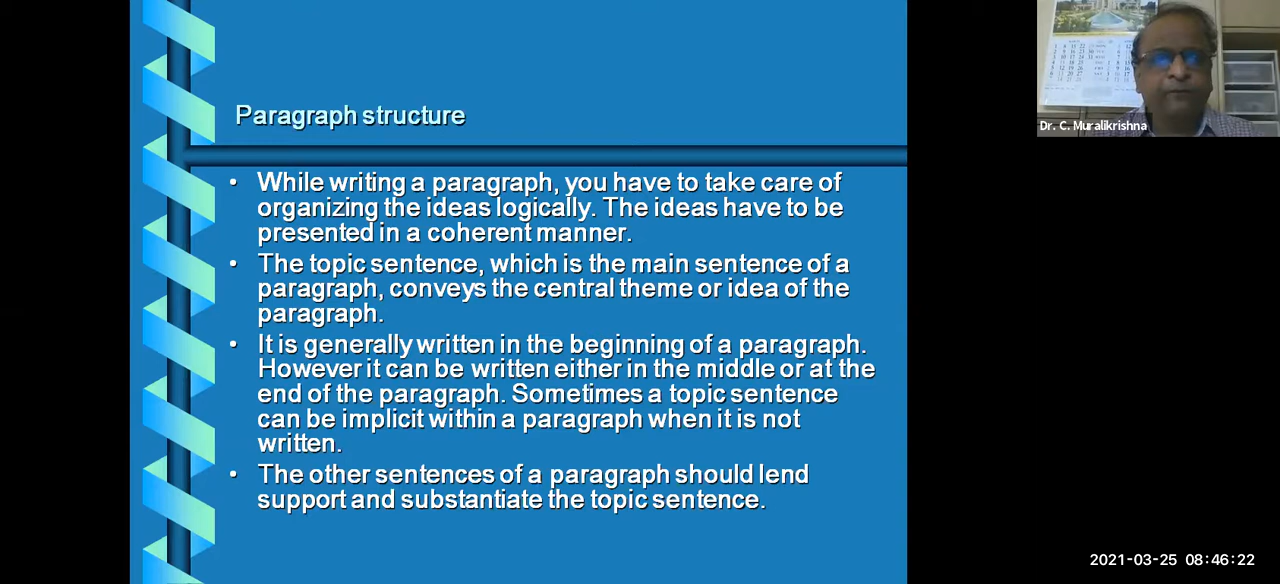 Paragraph structure
• While writing a paragraph, you have to take care of
organizing the ideas logically. The ideas have to be
presented in a coherent manner.
• The topic sentence, which is the main sentence of a
paragraph, conveys the central theme or idea of the
paragraph.
• It is generally written in the beginning of a paragraph.
However it can be written either in the middle or at the
end of the paragraph. Sometimes a topic sentence
can be implicit within a paragraph when it is not
written.
• The other sentences of a paragraph should lend
support and substantiate the topic sentence.
Dr. C. Muralikrishna
2021-03-25 08:46:22